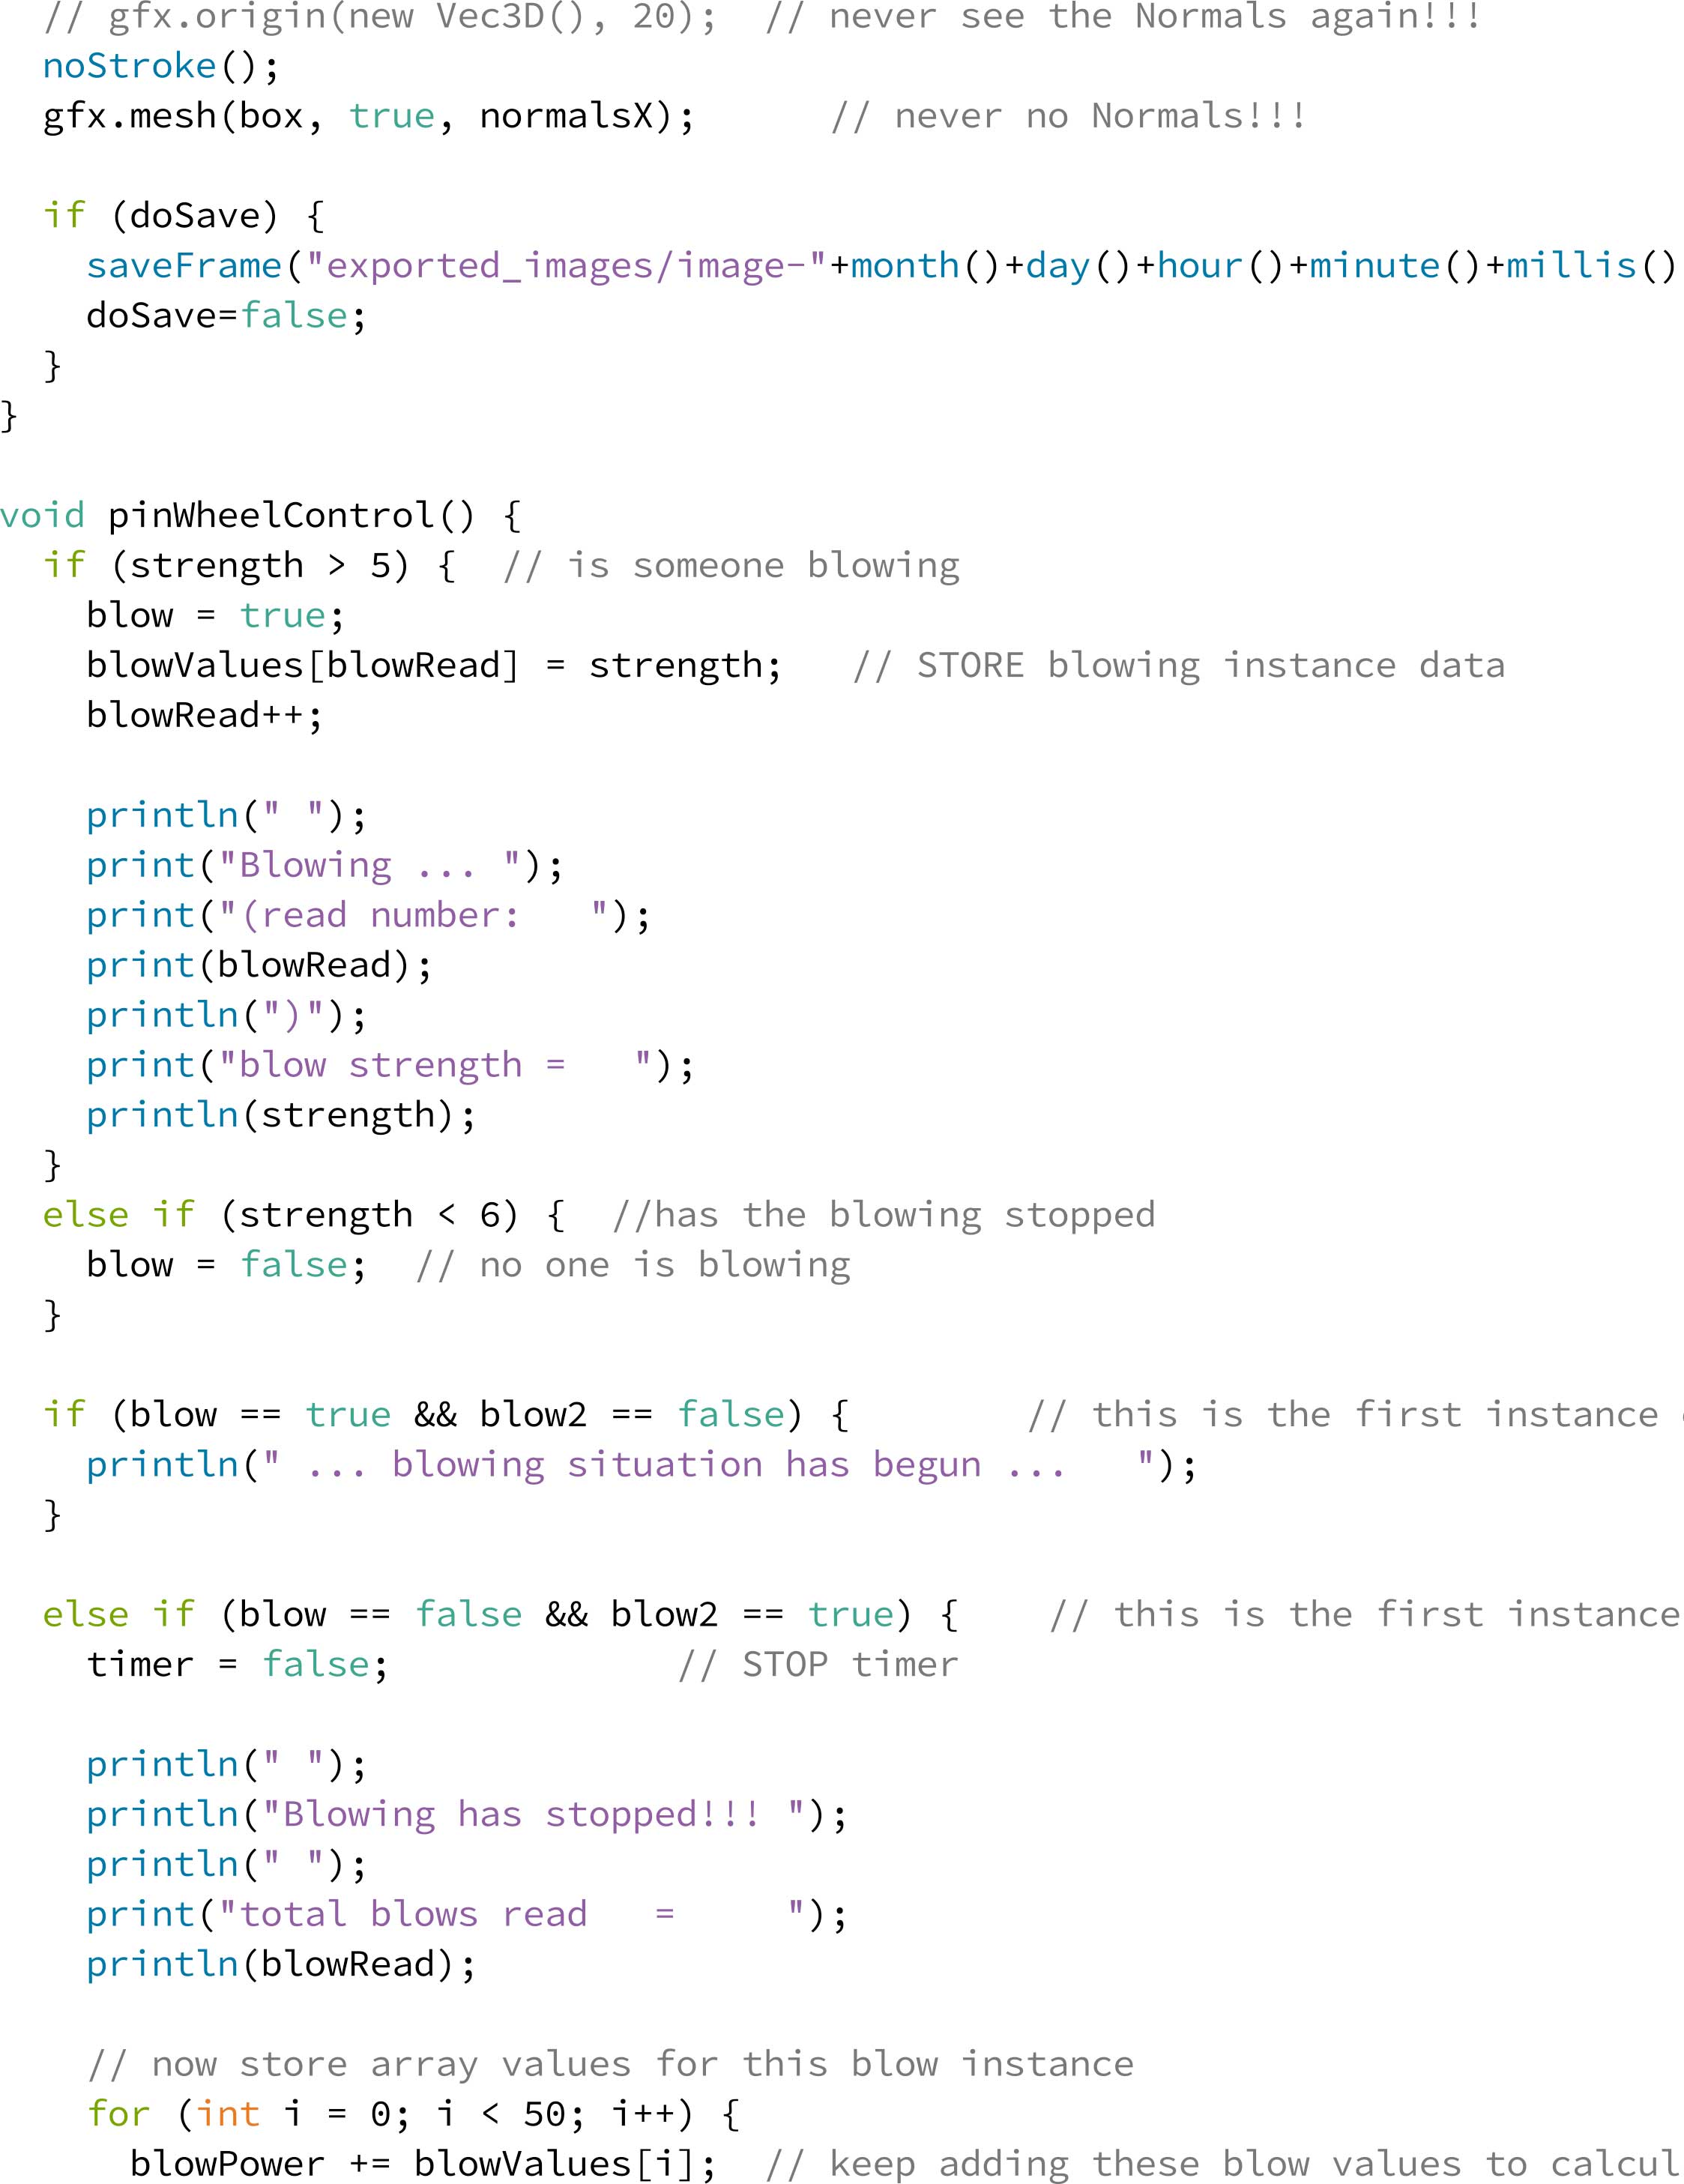 // gfx.origin(new Vec3D(), 20);  // never see the Normals again!!!
noStroke();
gfx.mesh(box, true, normalsX);      // never no Normals!!!
if (doSave) {
saveFrame("exported_images/image-"+month()+day()+hour()+minute()+millis()
doSave=false;
}
}
void pinWheelControl() {
if (strength > 5) {  // is someone blowing
blow = true;
blowValues[blowRead] = strength;   // STORE blowing instance data
blowRead++;
println(" ");
print("Blowing ... ");
print("(read number:   ");
print(blowRead);
println(")");
print("blow strength =   ");
println(strength);
}
else if (strength < 6) {  //has the blowing stopped
blow = false;  // no one is blowing
}
if (blow == true && blow2 == false) {        // this is the first instance
println(" ... blowing situation has begun ...   ");
}
else if (blow == false && blow2 == true) {    // this is the first instance
timer = false;             // STOP timer
println(" ");
println("Blowing has stopped!!! ");
println(" ");
print("total blows read   =     ");
println(blowRead);
// now store array values for this blow instance
for (int i = 0; i < 50; i++) {
blowPower += blowValues[i];  // keep adding these blow values to calcul